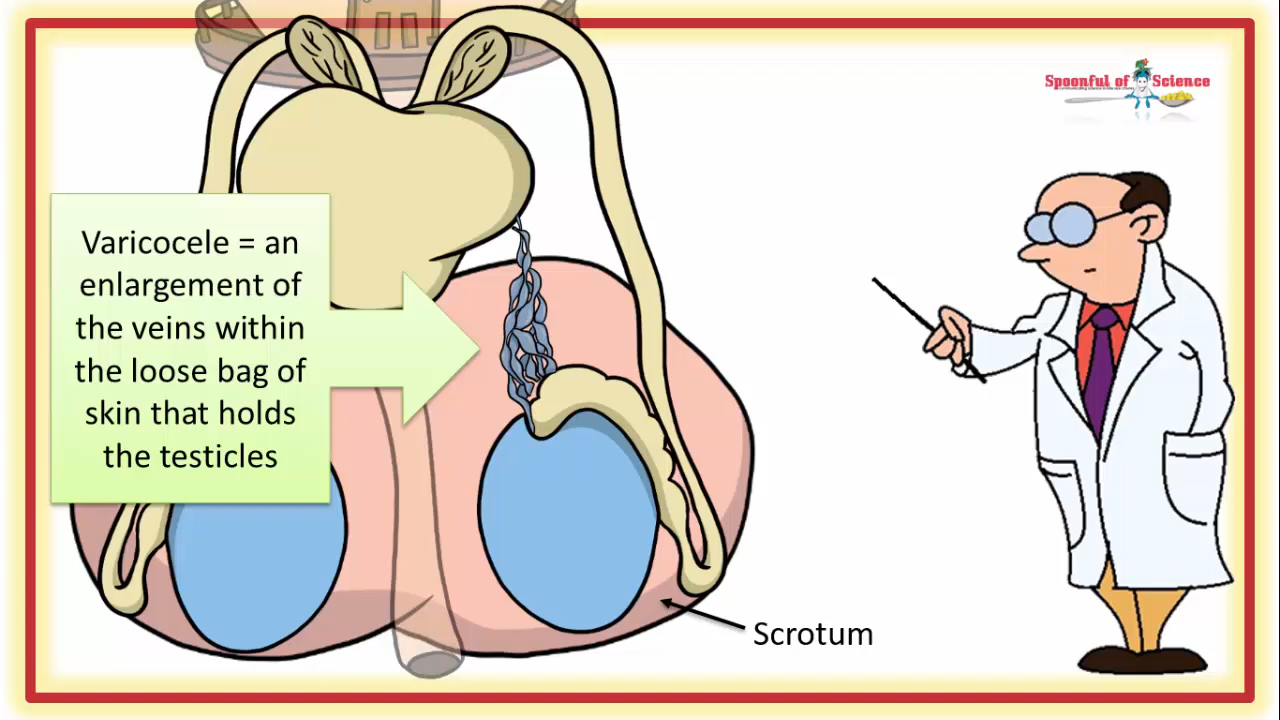 Spoonful of Science
Varicocele = an
enlargement of
the veins within
the loose bag of
skin that holds
the testicles
Scrotum